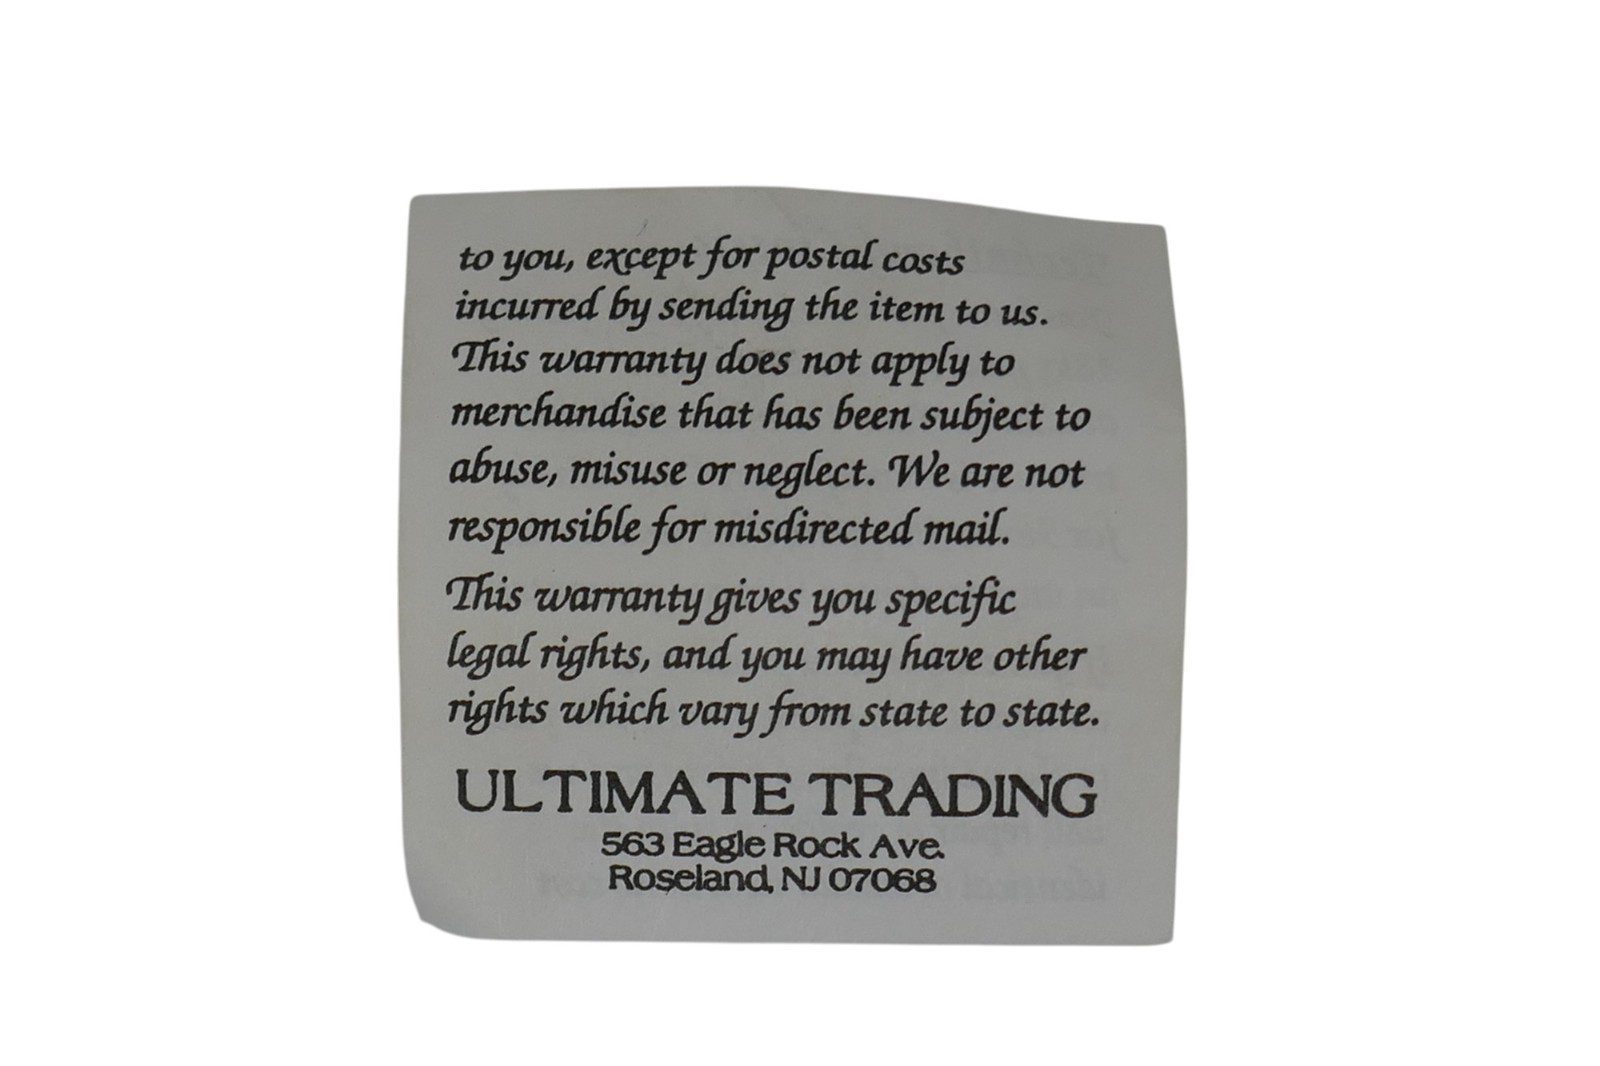 to you, except for postal costs
incurred by sending the item to us.
This warranty does not apply to
merchandise that has been subject to
abuse, misuse or neglect. We are not
responsible for misdirected mail.
This warranty gives you specific
legal rights, and you may have other
rights which vary from state to state.
ULTIMATE TRADING
563 Eagle Rock Ave.
Roseland, NJ 07068